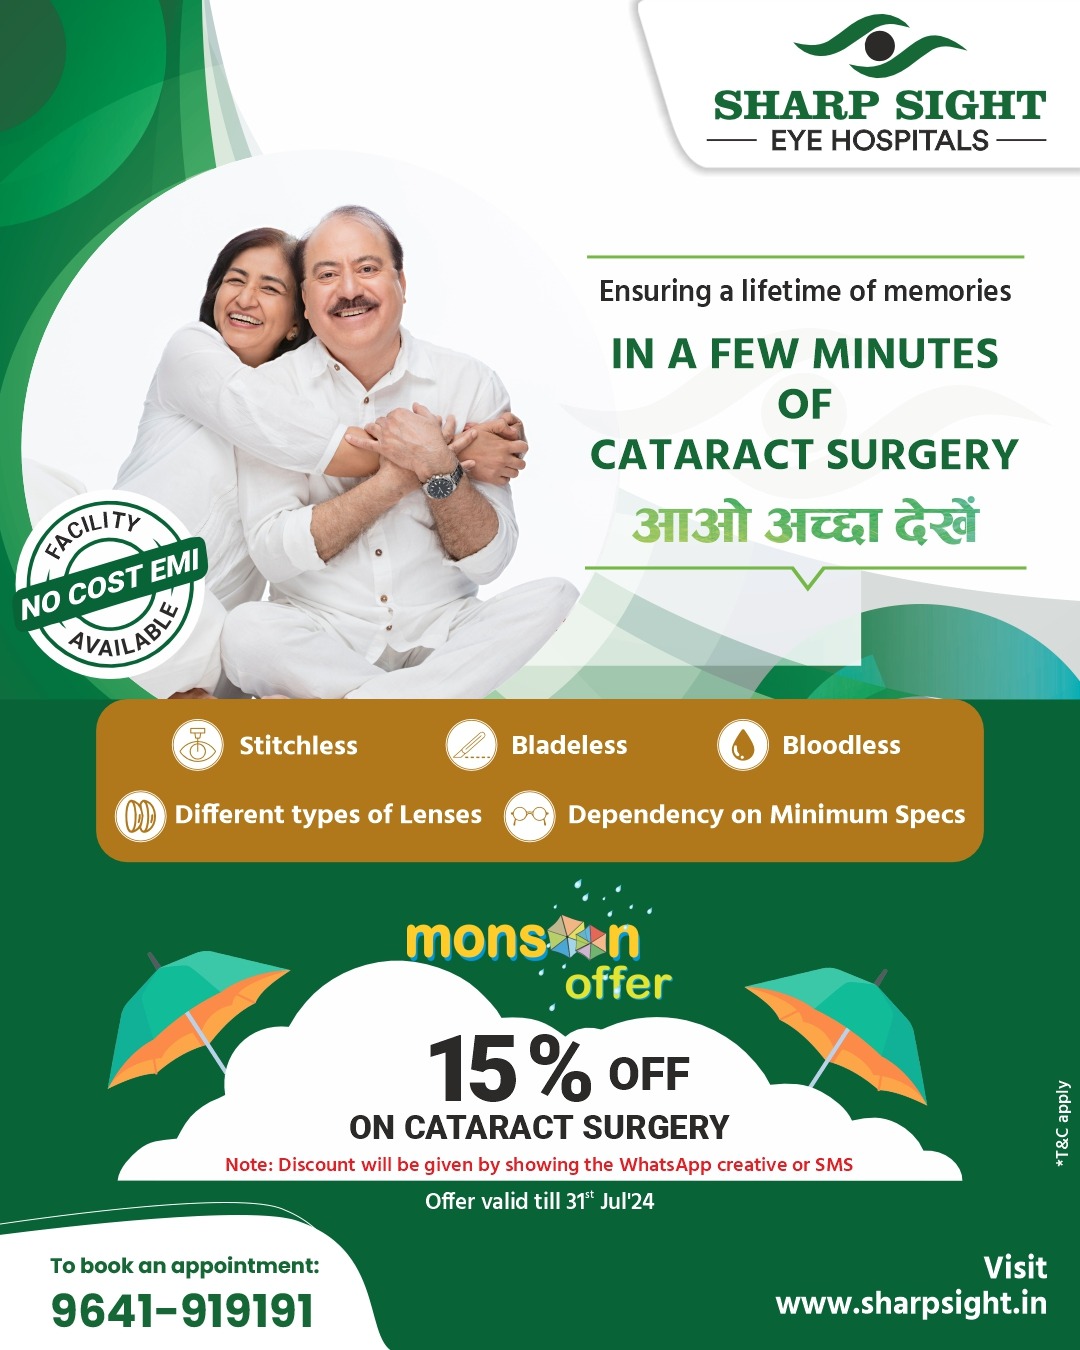 SHARP SIGHT
EYE HOSPITALS
Ensuring a lifetime of memories
IN A FEW MINUTES
OF
CATARACT SURGERY
आओ अच्छा देखें
FACILITY
NO COST EMI
AVAILABLE
Stitchless
Bladeless
Bloodless
Different types of Lenses
Dependency on Minimum Specs
monsoon
offer
15% OFF
ON CATARACT SURGERY
Note: Discount will be given by showing the WhatsApp creative or SMS
Offer valid till 31st Jul'24
*T&C apply
To book an appointment:
9641-919191
Visit
www.sharpsight.in